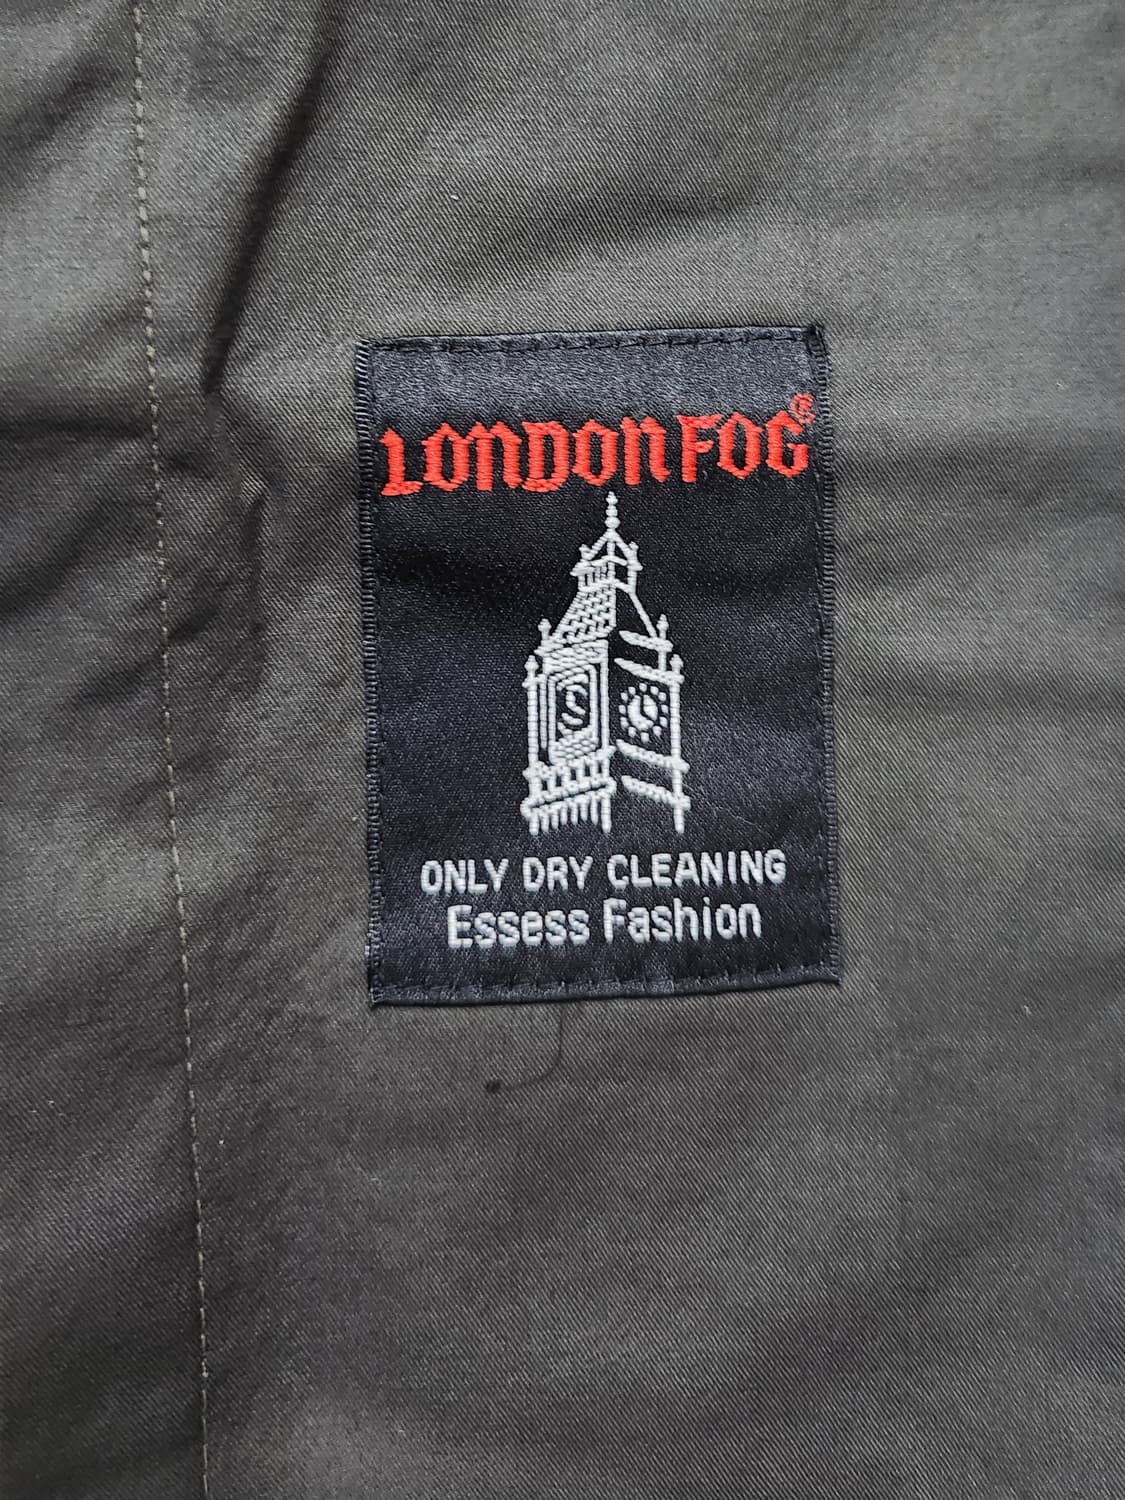 LONDON FOG®
S
ONLY DRY CLEANING
Essess Fashion